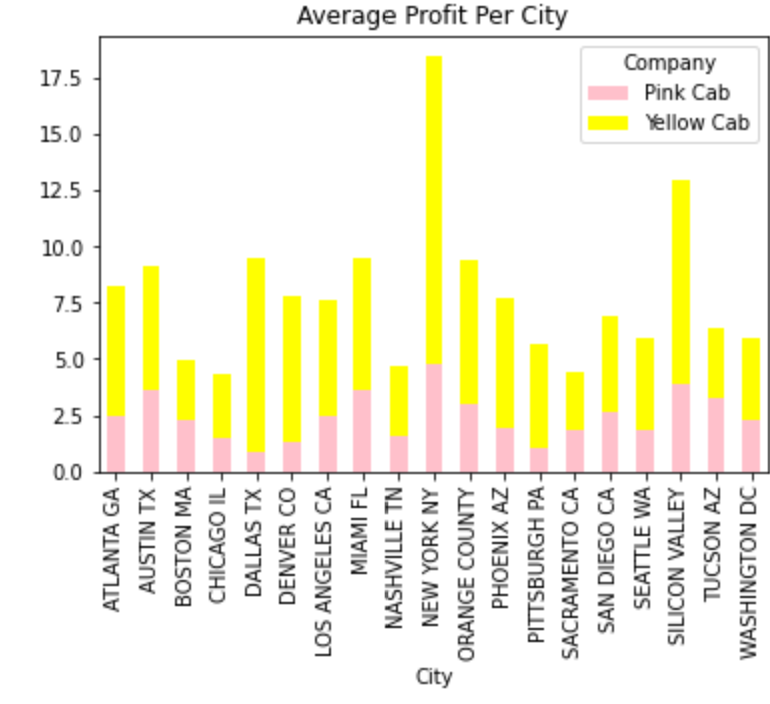 Average Profit Per City
Company
Pink Cab
Yellow Cab
17.5
15.0
12.5
10.0
7.5
5.0
2.5
0.0
ATLANTA GA
AUSTIN TX
BOSTON MA
CHICAGO IL
DALLAS TX
DENVER CO
LOS ANGELES CA
MIAMI FL
NASHVILLE TN
NEW YORK NY
ORANGE COUNTY
PHOENIX AZ
PITTSBURGH PA
SACRAMENTO CA
SAN DIEGO CA
SEATTLE WA
SILICON VALLEY
TUCSON AZ
WASHINGTON DC
City